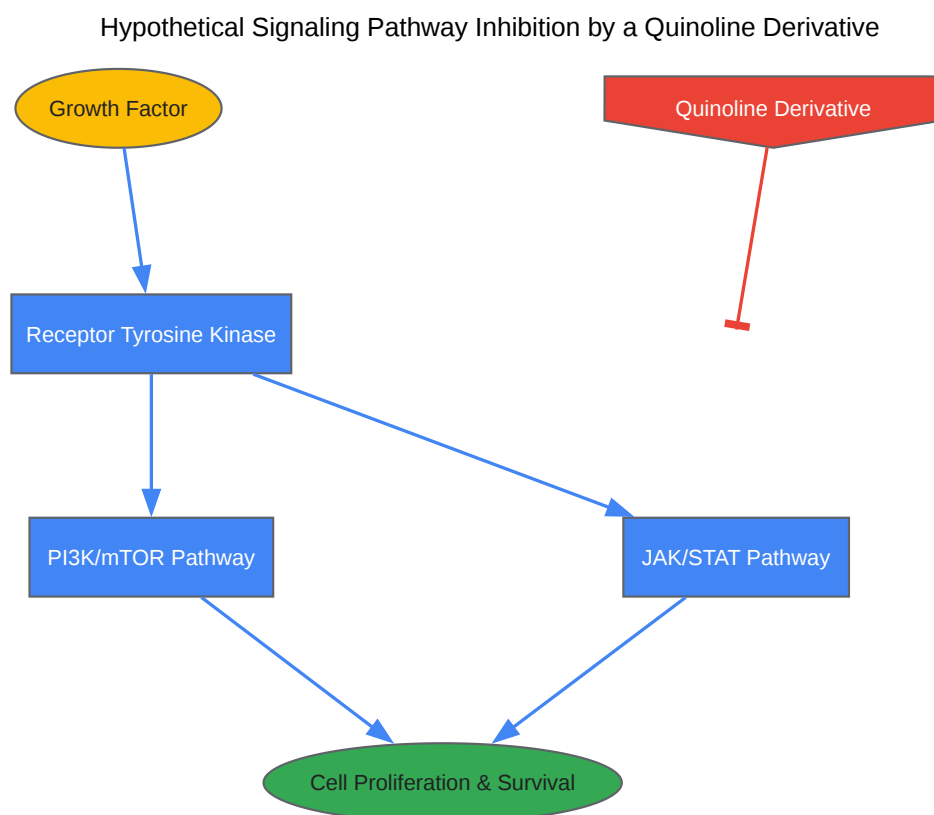 Hypothetical Signaling Pathway Inhibition by a Quinoline Derivative
Growth Factor
Quinoline Derivative
Receptor Tyrosine Kinase
PI3K/mTOR Pathway
JAK/STAT Pathway
Cell Proliferation & Survival